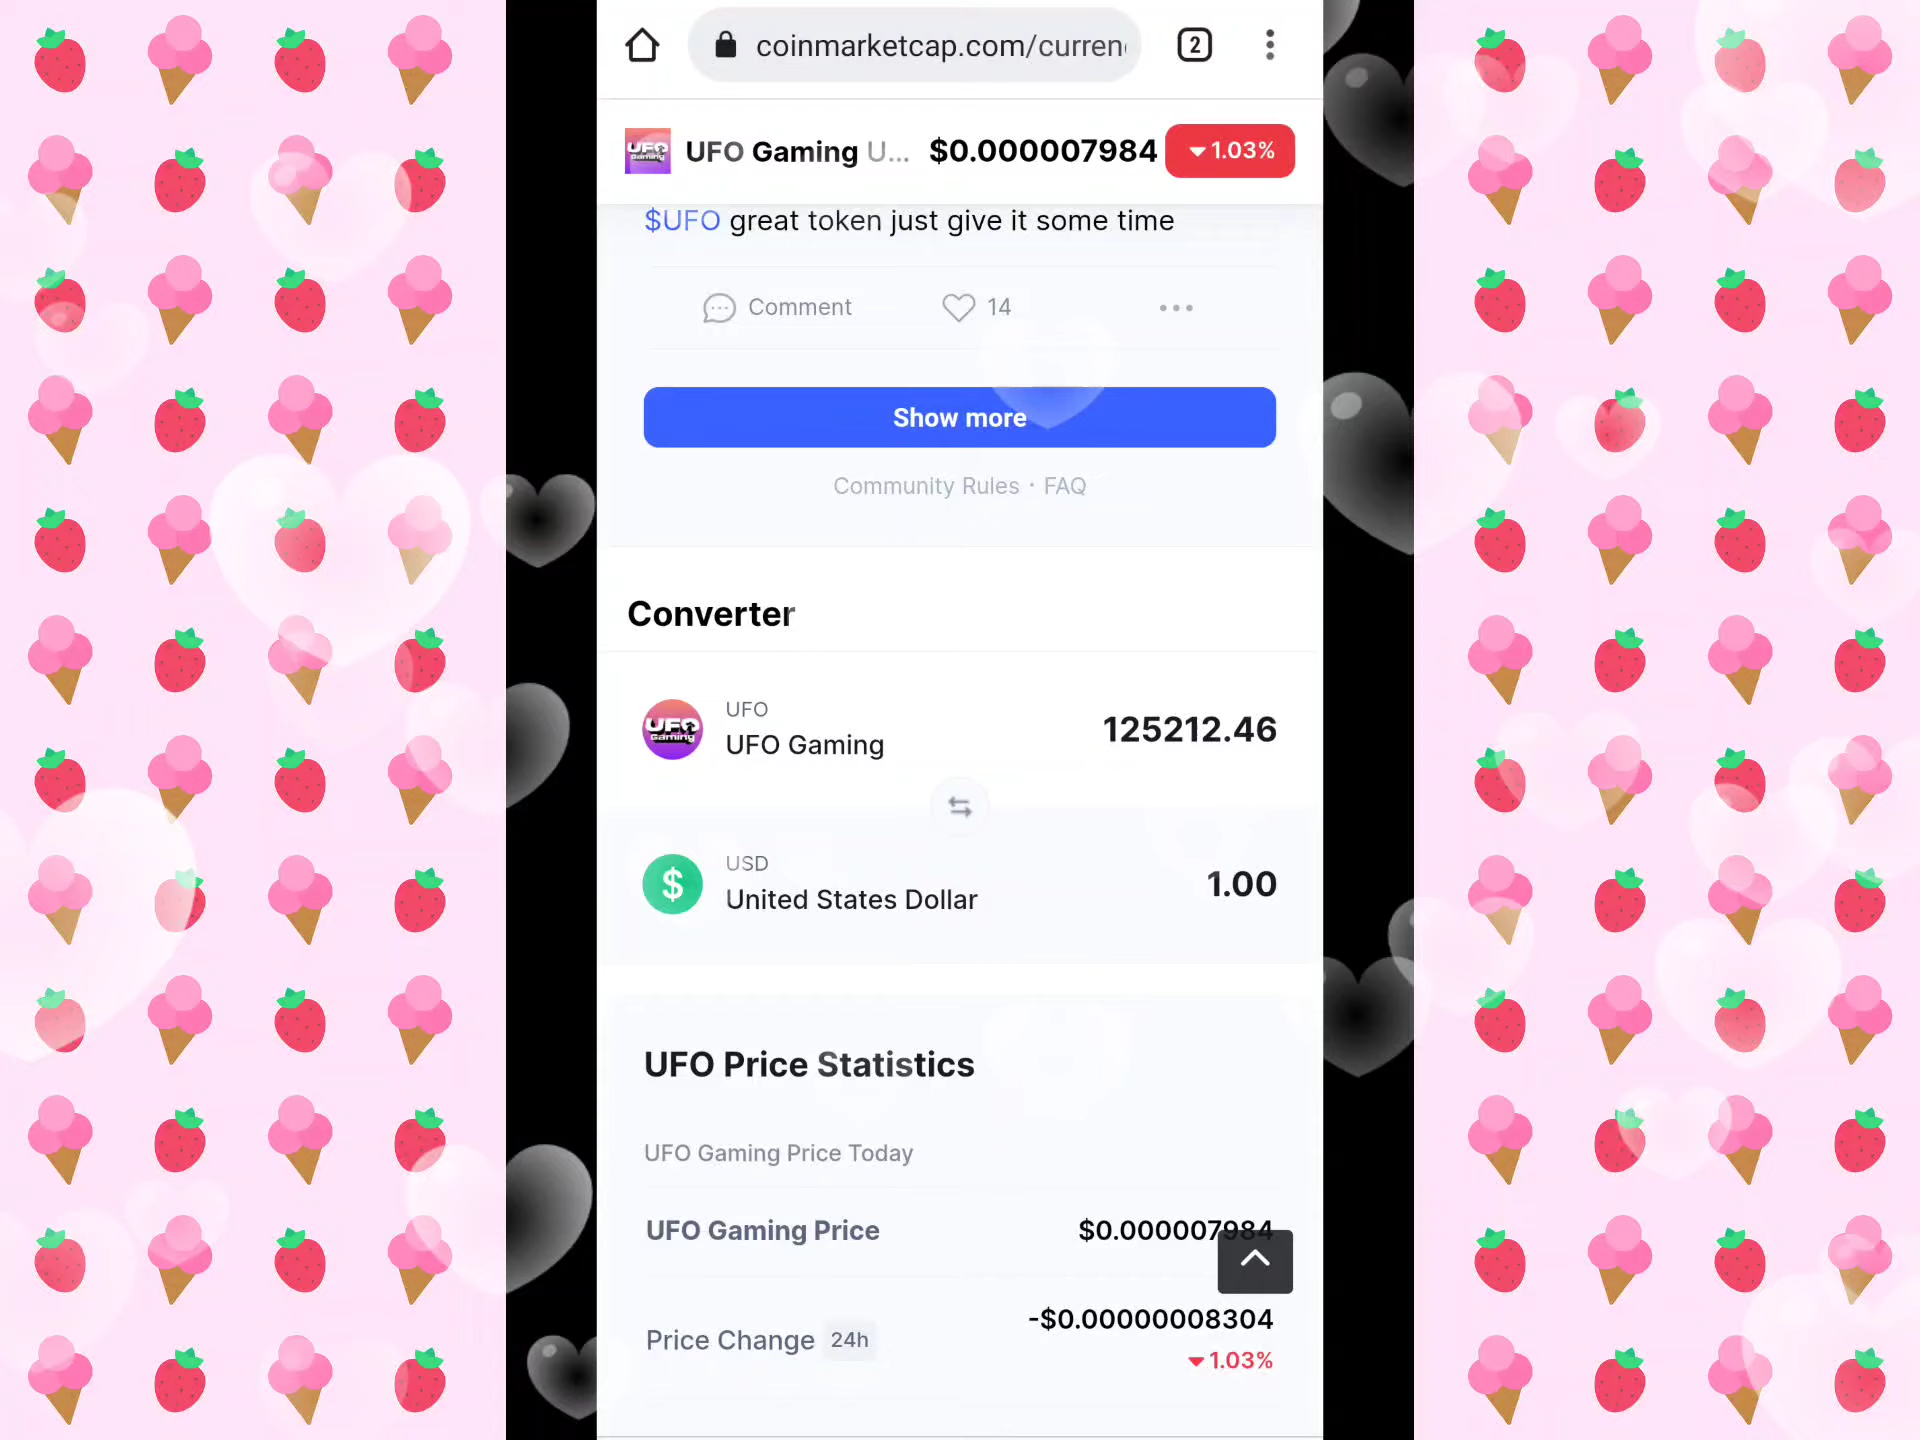 coinmarketcap.com/curren
2
UFO Gaming U... $0.000007984 1.03%
$UFO great token just give it some time
Comment 14
Show more
Community Rules • FAQ
Converter
UFO
UFO Gaming
125212.46
USD
United States Dollar
1.00
UFO Price Statistics
UFO Gaming Price Today
UFO Gaming Price $0.000007984
Price Change 24h -$0.00000008304
1.03%